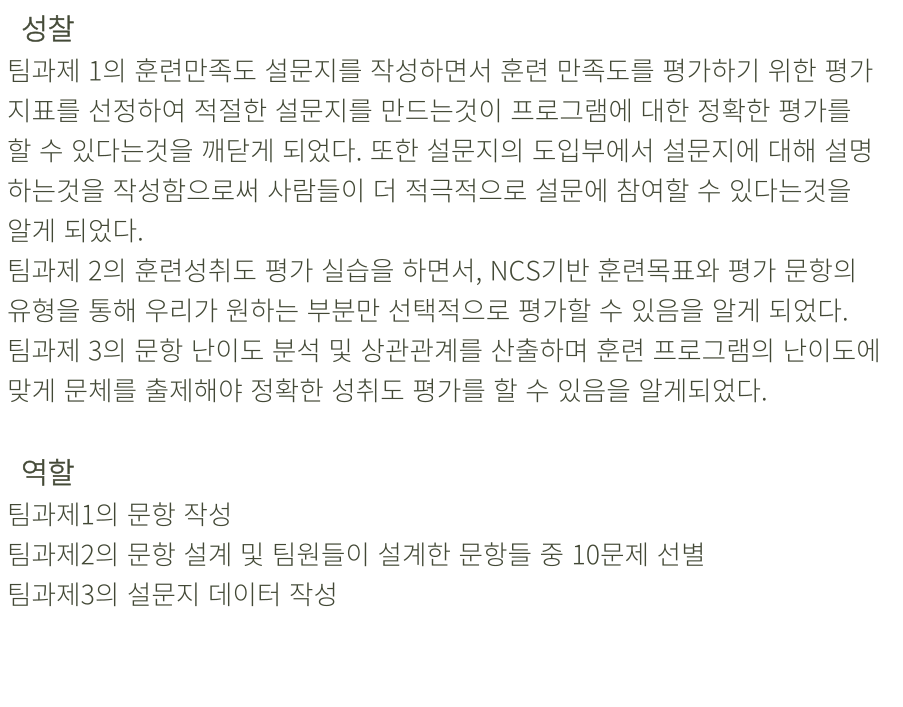 성찰
팀과제 1의 훈련만족도 설문지를 작성하면서 훈련 만족도를 평가하기 위한 평가
지표를 선정하여 적절한 설문지를 만드는것이 프로그램에 대한 정확한 평가를
할 수 있다는것을 깨닫게 되었다. 또한 설문지의 도입부에서 설문지에 대해 설명
하는것을 작성함으로써 사람들이 더 적극적으로 설문에 참여할 수 있다는것을
알게 되었다.
팀과제 2의 훈련성취도 평가 실습을 하면서, NCS기반 훈련목표와 평가 문항의
유형을 통해 우리가 원하는 부분만 선택적으로 평가할 수 있음을 알게 되었다.
팀과제 3의 문항 난이도 분석 및 상관관계를 산출하며 훈련 프로그램의 난이도에
맞게 문체를 출제해야 정확한 성취도 평가를 할 수 있음을 알게되었다.
역할
팀과제1의 문항 작성
팀과제2의 문항 설계 및 팀원들이 설계한 문항들 중 10문제 선별
팀과제3의 설문지 데이터 작성